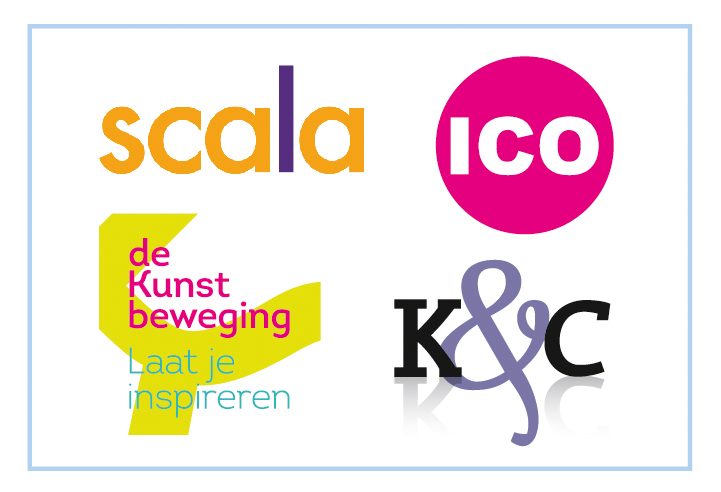 scala
ICO
de
Kunst
beweging
Laat je
inspireren
K&C